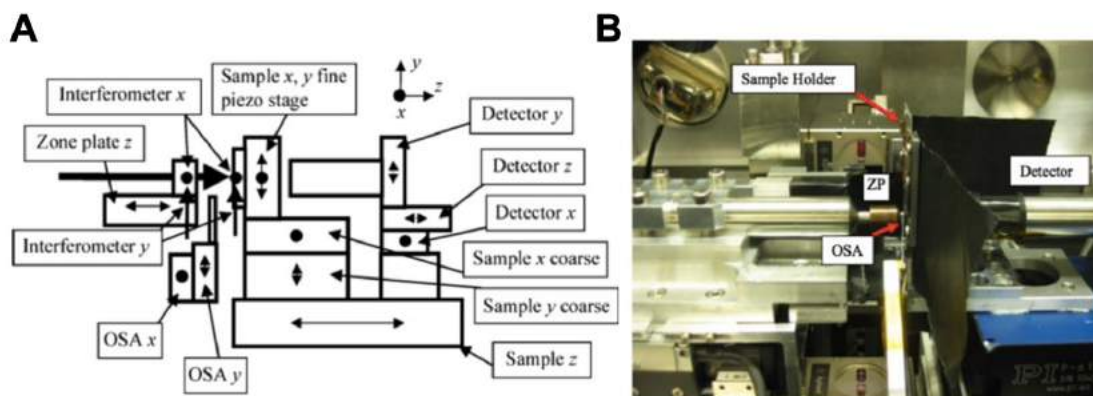 A
Interferometer x
Sample x, y fine
piezo stage
y
z
x
Zone plate z
Detector y
Detector z
Detector x
Interferometer y
Sample x coarse
Sample y coarse
OSA x
OSA y
Sample z
B
Sample Holder
ZP
Detector
OSA
PI